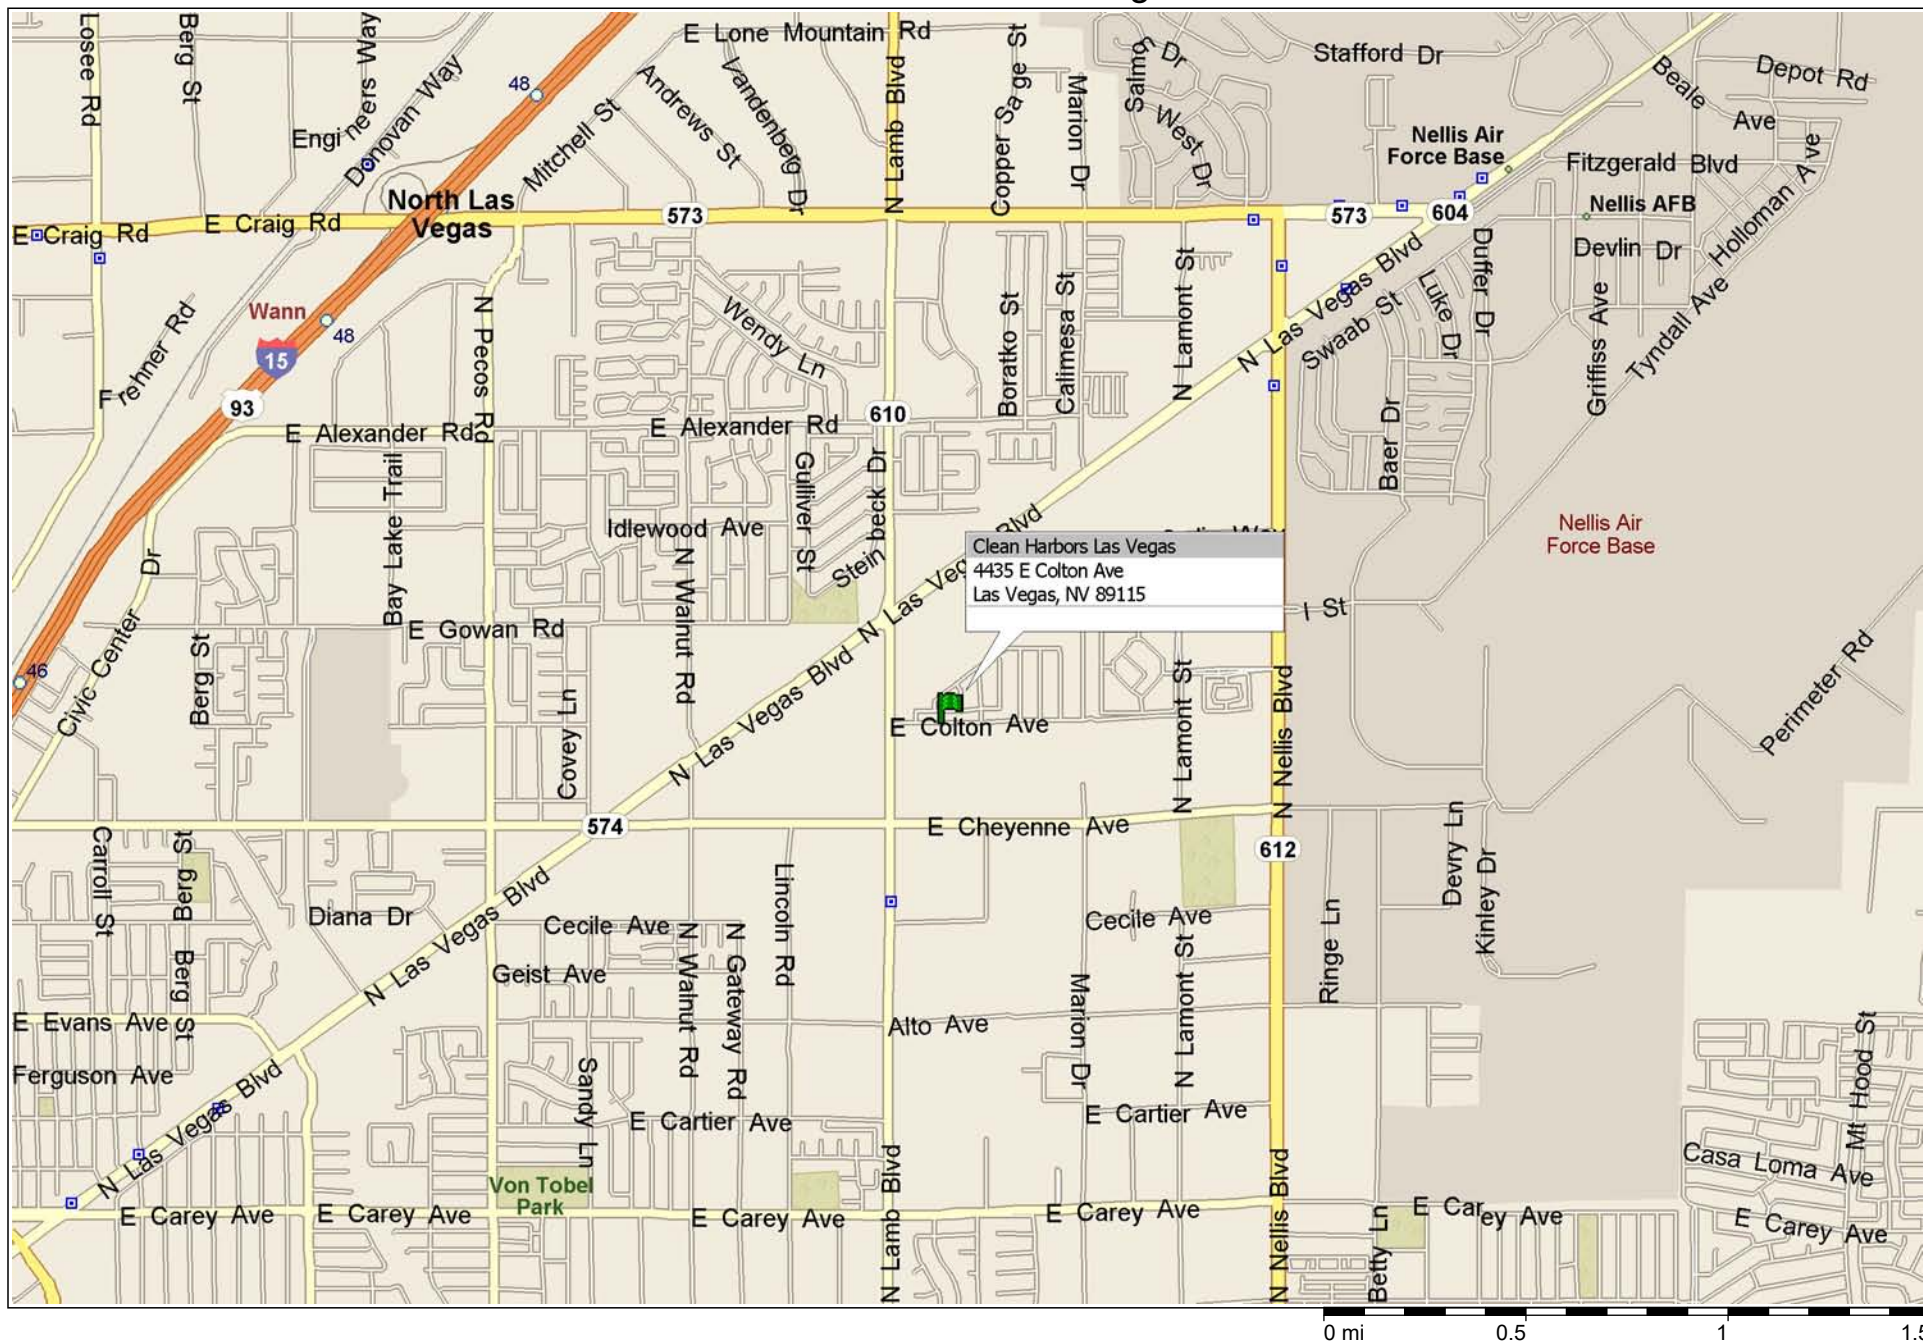 Losee Rd
Berg St
Engineers Way
Donovan Way
48
E Lone Mountain Rd
Mitchell St
Andrews St
Vandenberg Dr
N Lamb Blvd
Copper Sage St
Marion Dr
Salmo
Dr
West Dr
Stafford Dr
Beale Ave
Depot Rd
Nellis Air
Force Base
Fitzgerald Blvd
Nellis AFB
Holloman Ave
Devlin Dr
North Las
Vegas
E Craig Rd
E Craig Rd
573
573
604
Wann
48
15
93
Frehner Rd
N Pecos Rd
Wendy Ln
Boratko St
Calimesa St
N Lamont St
N Las Vegas Blvd
Swaab St
Luke Dr
Duffer Dr
Griffiss Ave
Tyndall Ave
Baer Dr
E Alexander Rd
E Alexander Rd
610
Bay Lake Trail
Idlewood Ave
Gulliver St
Steinbeck Dr
N Walnut Rd
N Las Vegas Blvd
Clean Harbors Las Vegas
4435 E Colton Ave
Las Vegas, NV 89115
Nellis Air
Force Base
I St
E Gowan Rd
Civic Center Dr
Berg St
46
Covey Ln
N Las Vegas Blvd
E Colton Ave
N Lamont St
N Nellis Blvd
Perimeter Rd
574
E Cheyenne Ave
612
Carroll St
Berg St
Berg St
Diana Dr
N Las Vegas Blvd
Cecile Ave
Geist Ave
N Walnut Rd
N Gateway Rd
Lincoln Rd
Cecile Ave
N Lamont St
Marion Dr
Ringe Ln
Devry Ln
Kinley Dr
E Evans Ave
Alto Ave
Ferguson Ave
N Las Vegas Blvd
Sandy Ln
E Cartier Ave
E Cartier Ave
Mt Hood St
Casa Loma Ave
Von Tobel
Park
N Lamb Blvd
N Nellis Blvd
Betty Ln
E Carey Ave
E Carey Ave
E Carey Ave
E Carey Ave
E Carey Ave
E Carey Ave
0 mi 0.5 1 1.5